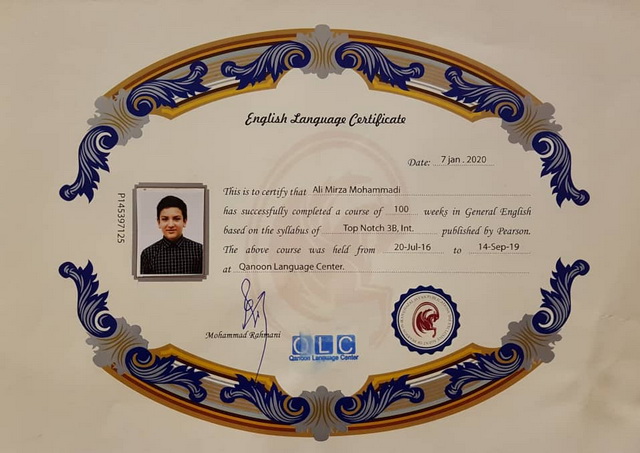 English Language Certificate
Date: 7 jan . 2020
This is to certify that Ali Mirza Mohammadi
has successfully completed a course of 100 weeks in General English
based on the syllabus of Top Notch 3B, Int. published by Pearson.
The above course was held from 20-Jul-16 to 14-Sep-19
at Qanoon Language Center.
P145397125
Mohammad Rahmani
QLC
Qanoon Language Center